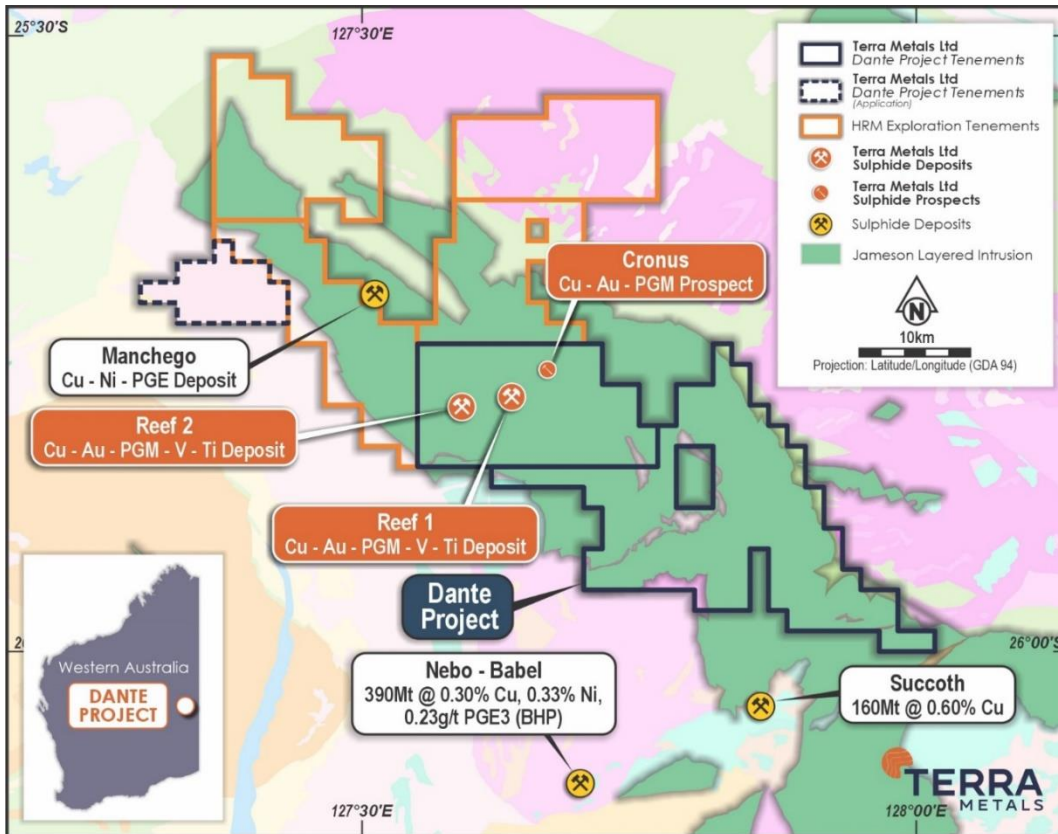 25°30'S
127°30'E
Terra Metals Ltd
Dante Project Tenements
Terra Metals Ltd
Dante Project Tenements
(Application)
HRM Exploration Tenements
Terra Metals Ltd
Sulphide Deposits
Terra Metals Ltd
Sulphide Prospects
Sulphide Deposits
Jameson Layered Intrusion
N
10km
Projection: Latitude/Longitude (GDA 94)
Cronus
Cu - Au - PGM Prospect
Manchego
Cu - Ni - PGE Deposit
Reef 2
Cu - Au - PGM - V - Ti Deposit
Reef 1
Cu - Au - PGM - V - Ti Deposit
Dante
Project
Western Australia
DANTE
PROJECT
Nebo - Babel
390Mt @ 0.30% Cu, 0.33% Ni,
0.23g/t PGE3 (BHP)
Succoth
160Mt @ 0.60% Cu
26°00'S
TERRA
METALS
127°30'E
128°00'E